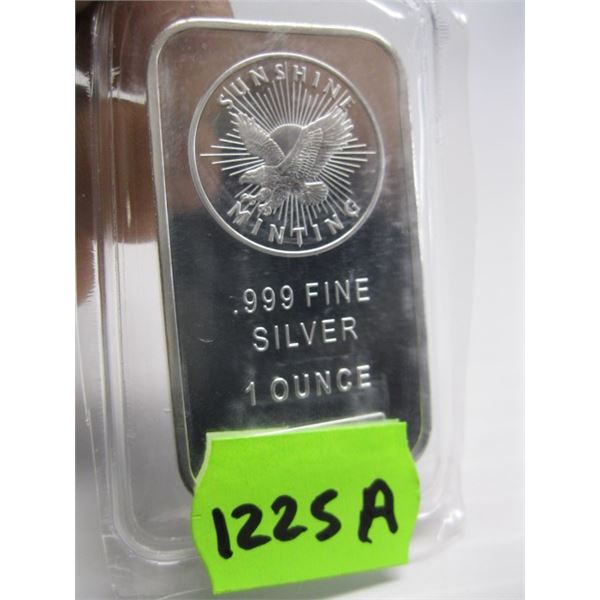 SUNSHINE
MINTING
.999 FINE
SILVER
1 OUNCE
1225A